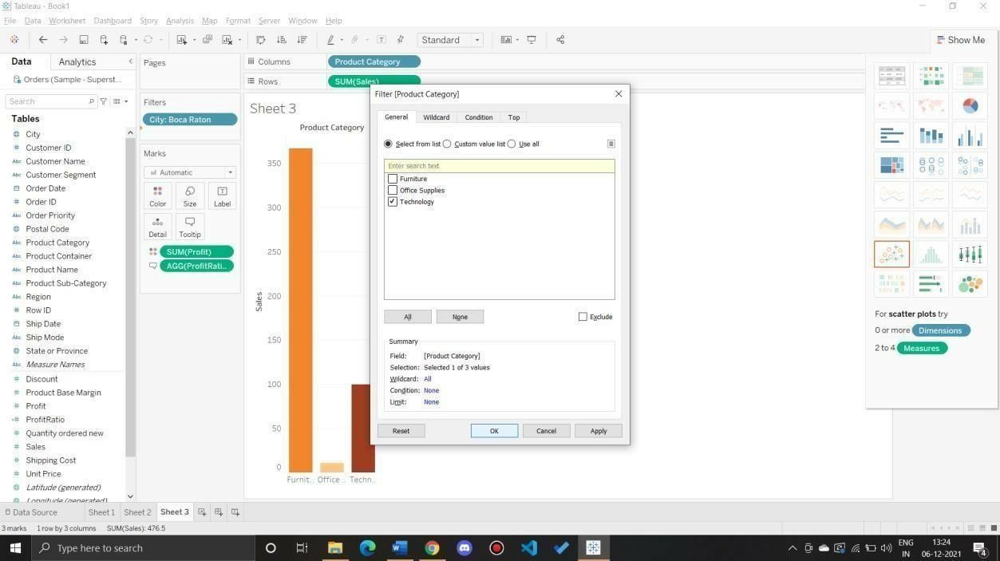 Tableau - Book1
File Data Worksheet Dashboard Story Analysis Map Format Server Window Help
Standard
Show Me
Data Analytics
Orders (Sample - Superst...
Search
Tables
City
Customer ID
Customer Name
Customer Segment
Order Date
Order ID
Order Priority
Postal Code
Product Category
Product Container
Product Name
Product Sub-Category
Region
Row ID
Ship Date
Ship Mode
State or Province
Measure Names
Discount
Product Base Margin
Profit
ProfitRatio
Quantity ordered new
Sales
Shipping Cost
Unit Price
Latitude (generated)
Longitude (generated)
Pages
Filters
City: Boca Raton
Marks
Automatic
Color Size Label
Detail Tooltip
SUM(Profit)
AGG(ProfitRati..
Columns Product Category
Rows SUM(Sales)
Sheet 3
Product Category
Sales
350
300
250
200
150
100
50
0
Furnit.. Office .. Techn..
Filter [Product Category]
General Wildcard Condition Top
Select from list Custom value list Use all
Enter search text
Furniture
Office Supplies
Technology
All None Exclude
Summary
Field: [Product Category]
Selection: Selected 1 of 3 values
Wildcard: All
Condition: None
Limit: None
Reset OK Cancel Apply
For scatter plots try
0 or more Dimensions
2 to 4 Measures
Data Source Sheet 1 Sheet 2 Sheet 3
3 marks 1 row by 3 columns SUM(Sales): 476.5
Type here to search
ENG
IN
13:24
06-12-2021
4